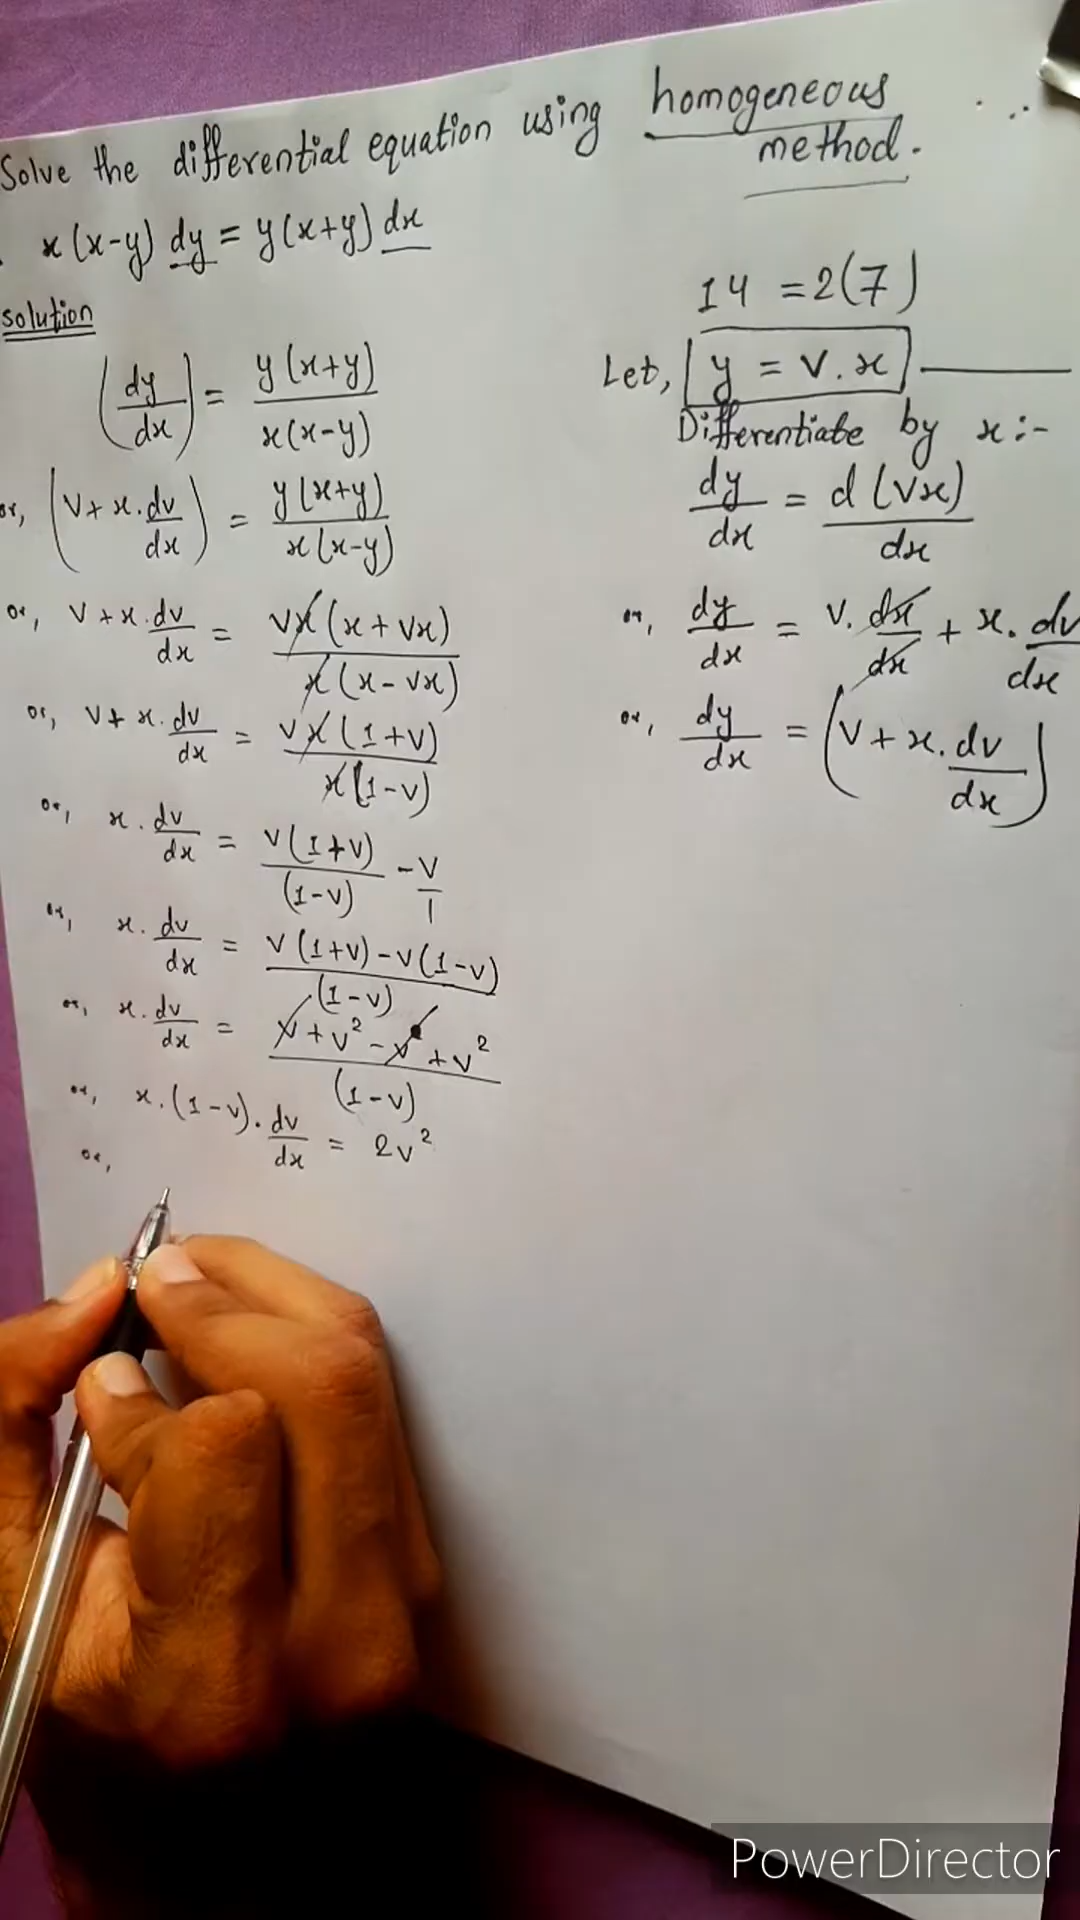 Solve the differential equation using homogeneous method.
x(x-y) dy = y(x+y) dx
solution
(dy/dx) = y(x+y) / x(x-y)
or, (v+x.dv/dx) = y(x+y) / x(x-y)
or, v+x.dv/dx = vx(x+vx) / x(x-vx)
or, v+x.dv/dx = vx(1+v) / x(1-v)
or, x.dv/dx = v(1+v)/(1-v) - v/1
or, x.dv/dx = v(1+v)-v(1-v) / (1-v)
or, x.dv/dx = v+v²-v+v² / (1-v)
or, x.(1-v).dv/dx = 2v²
or,
14 = 2(7)
Let, y = v.x
Differentiate by x:-
dy/dx = d(vx)/dx
or, dy/dx = v.dx/dx + x.dv/dx
or, dy/dx = (v+x.dv/dx)
PowerDirector